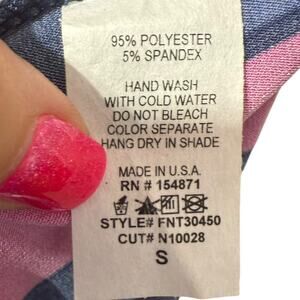 95% POLYESTER
5% SPANDEX
HAND WASH
WITH COLD WATER
DO NOT BLEACH
COLOR SEPARATE
HANG DRY IN SHADE
MADE IN U.S.A.
RN # 154871
STYLE# FNT30450
CUT# N10028
S